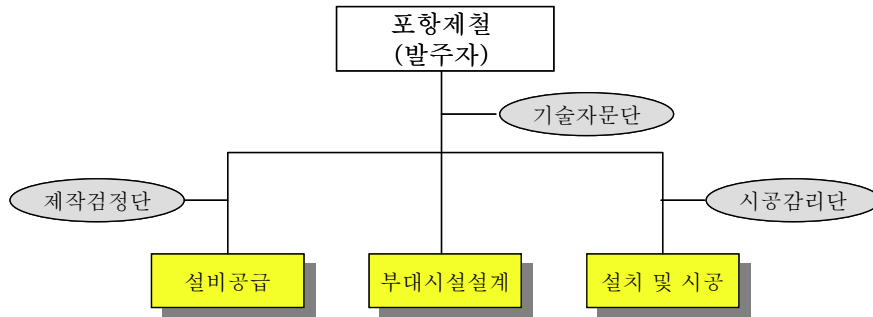 포항제철
(발주자)
기술자문단
제작검정단
시공감리단
설비공급
부대시설설계
설치 및 시공